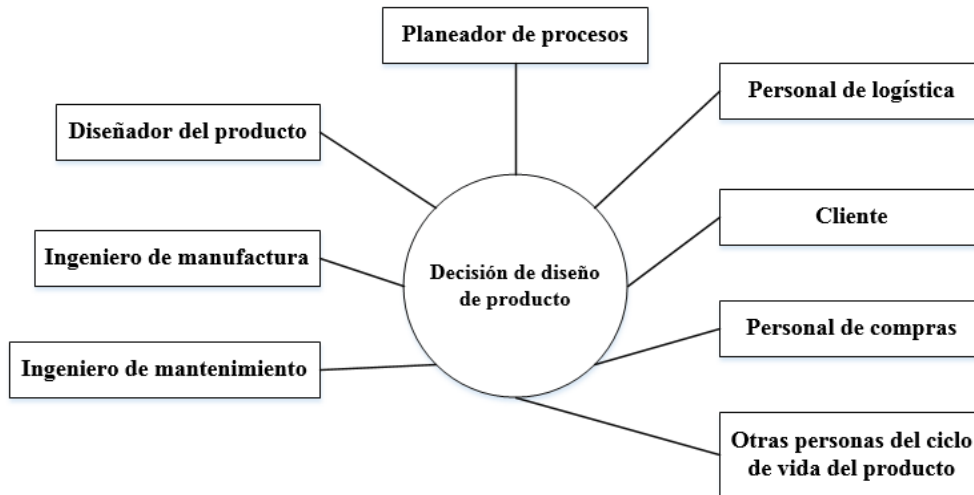 Planeador de procesos
Personal de logística
Diseñador del producto
Cliente
Ingeniero de manufactura
Decisión de diseño
de producto
Personal de compras
Ingeniero de mantenimiento
Otras personas del ciclo
de vida del producto